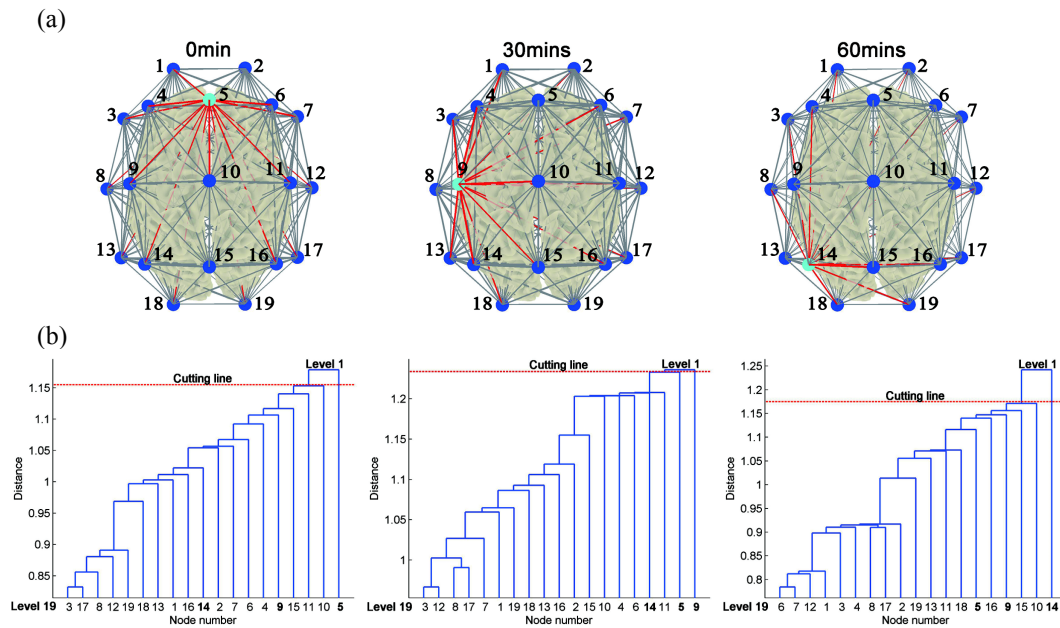 (a)
0min
30mins
60mins
1 2
3 4 5 6 7
8 9 10 11 12
13 14 15 16 17
18 19
1 2
3 4 5 6 7
8 9 10 11 12
13 14 15 16 17
18 19
1 2
3 4 5 6 7
8 9 10 11 12
13 14 15 16 17
18 19
(b)
Level 1
Cutting line
1.15
1.1
1.05
1
0.95
0.9
0.85
Distance
Level 19 3 17 8 12 19 18 13 1 16 14 2 7 6 4 9 15 11 10 5
Node number
Level 1
Cutting line
1.2
1.15
1.1
1.05
1
Distance
Level 19 3 12 8 17 7 1 19 18 13 16 2 15 10 4 6 14 11 5 9
Node number
Level 1
Cutting line
1.25
1.2
1.15
1.1
1.05
1
0.95
0.9
0.85
0.8
Distance
Level 19 6 7 12 1 3 4 8 17 2 19 13 11 18 5 16 9 15 10 14
Node number